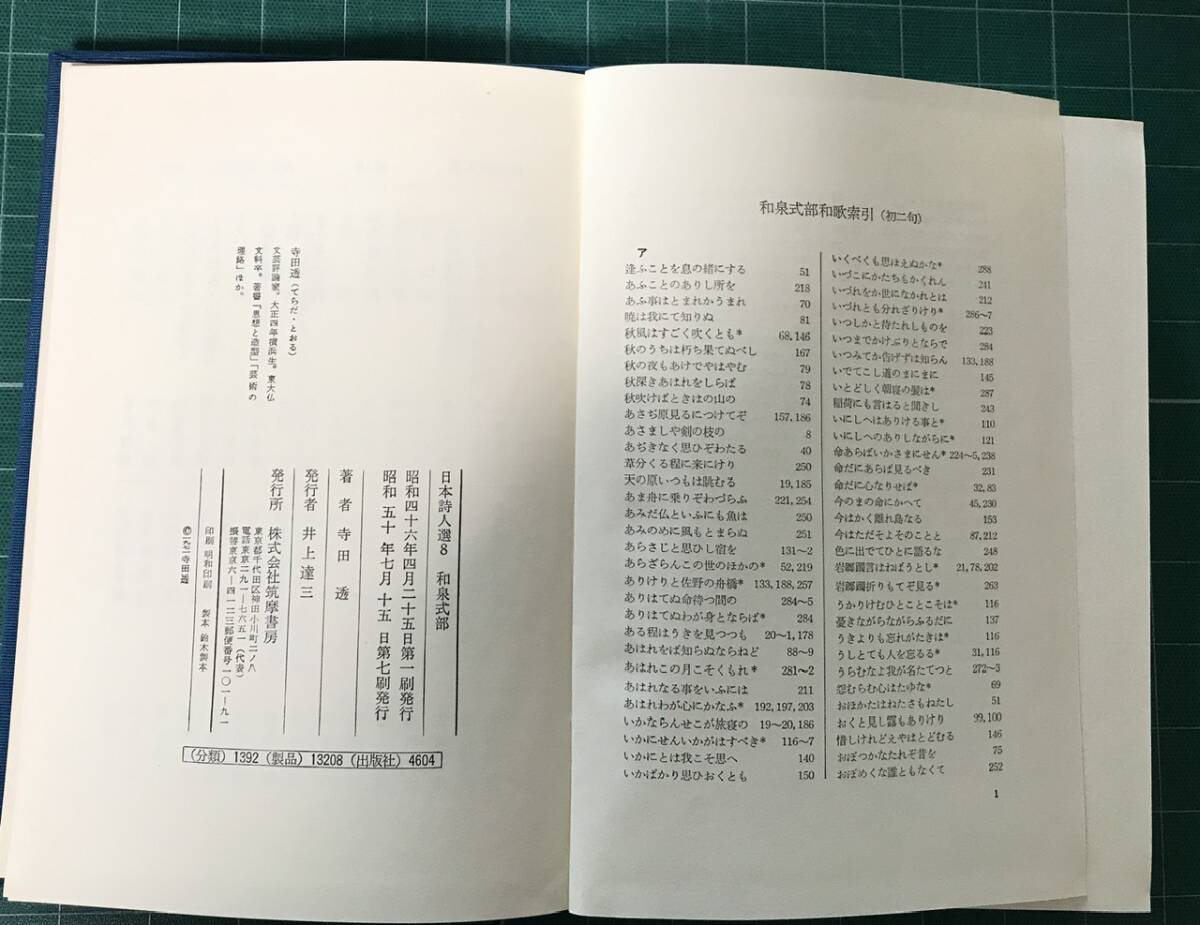 寺田透(てらだ・とおる)
文芸評論家。大正四年横浜生。東大仏
文科卒。著書「思想と造型」「芸術の
理路」ほか。
日本詩人選8 和泉式部
昭和四十六年四月二十五日第一刷発行
昭和五十年七月十五日第七刷発行
著者 寺田 透
発行者 井上達三
発行所 株式会社筑摩書房
東京都千代田区神田小川町二ノ八
電話東京二九一―七六五一(代表)
振替東京六―四一二三郵便番号一〇一―九一
印刷 明和印刷 製本 鈴木製本
©一九七一寺田透
(分類) 1392 (製品) 13208 (出版社) 4604
和泉式部和歌索引(初二句)
ア
逢ふことを息の緒にする 51
あふことのありし所を 218
あふ事はとまれかうまれ 70
暁は我にて知りぬ 81
秋風はすごく吹くとも* 68,146
秋のうちは朽ち果てぬべし 167
秋の夜もあけでやはやむ 79
秋深きあはれをしらば 78
秋吹けばときはの山の 74
あさぢ原見るにつけてぞ 157,186
あさましや剣の枝の 8
あぢきなく思ひぞわたる 40
葦分くる程に来にけり 250
天の原いつもは眺むる 19,185
あま舟に乗りぞわづらふ 221,254
あみだ仏といふにも魚は 250
あみのめに風もとまらぬ 251
あらさじと思ひし宿を 131〜2
あらざらんこの世のほかの* 52,219
ありけりと佐野の舟橋* 133,188,257
ありはてぬ命待つ間の 284〜5
ありはてぬわが身とならば* 284
ある程はうきを見つつも 20〜1,178
あはれをば知らぬならねど 88〜9
あはれこの月こそくもれ* 281〜2
あはれなる事をいふには 211
あはれわが心にかなふ* 192,197,203
いかならんせこが旅寝の 19〜20,186
いかにせんいかがはすべき* 116〜7
いかにとは我こそ思へ 140
いかばかり思ひおくとも 150
いくべくも思ほえぬかな* 288
いづこにかたちもかくれん 241
いづれをか世になかれとは 212
いづれとも分れざりけり* 286〜7
いつしかと待たれしものを 223
いつまでかけぶりとならで 284
いつみてか告げずは知らん 133,188
いでてこし道のまにまに 145
いとどしく朝寝の髪は* 287
稲荷にも言はると聞きし 243
いにしへはありける事と* 110
いにしへのありしながらに* 121
命あらばいかさまにせん* 224〜5,238
命だにあらば見るべき 231
命だに心なりせば* 32,83
今のまの命にかへて 45,230
今はかく離れ島なる 153
今はただそよそのことと 87,212
色に出でてひとに語るな 248
岩躑躅言はねばうとし* 21,78,202
岩躑躅折りもてぞ見る* 263
うかりけむひとことこそは* 116
憂きながらながらふるだに 137
うきよりも忘れがたきは* 116
うしとても人を忘るる* 31,116
うらむなよ我が名たてつと 272〜3
怨むらむ心はたゆな* 69
おほかたはねたさもねたし 51
おくと見し露もありけり 99,100
惜しけれどえやはとどむる 146
おぼつかなたれぞ昔を 75
おぼめくな誰ともなくて 252
1